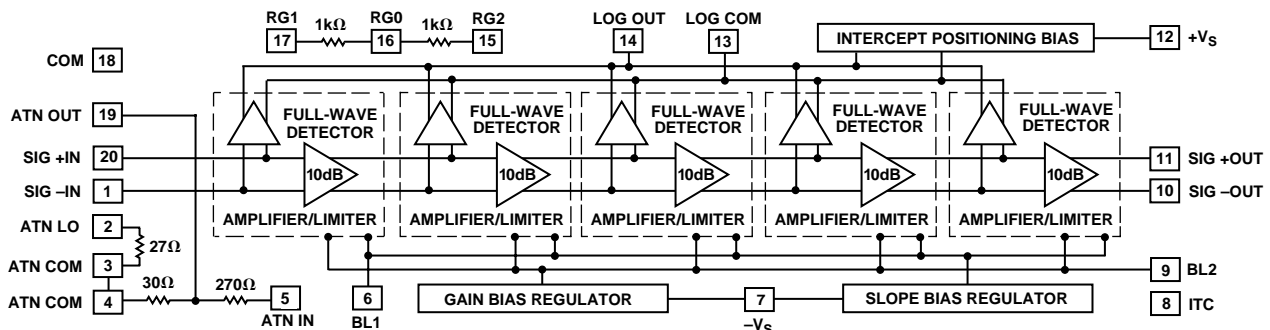 RG1 1kΩ RG0 1kΩ RG2
17 16 15
LOG OUT LOG COM
14 13
INTERCEPT POSITIONING BIAS
12 +VS
COM 18
ATN OUT 19
SIG +IN 20
SIG –IN 1
ATN LO 2
27Ω
ATN COM 3
ATN COM 4
30Ω
270Ω
5
ATN IN
FULL-WAVE
DETECTOR
10dB
AMPLIFIER/LIMITER
FULL-WAVE
DETECTOR
10dB
AMPLIFIER/LIMITER
FULL-WAVE
DETECTOR
10dB
AMPLIFIER/LIMITER
FULL-WAVE
DETECTOR
10dB
AMPLIFIER/LIMITER
FULL-WAVE
DETECTOR
10dB
AMPLIFIER/LIMITER
11 SIG +OUT
10 SIG –OUT
9 BL2
8 ITC
6
BL1
GAIN BIAS REGULATOR
7
–VS
SLOPE BIAS REGULATOR